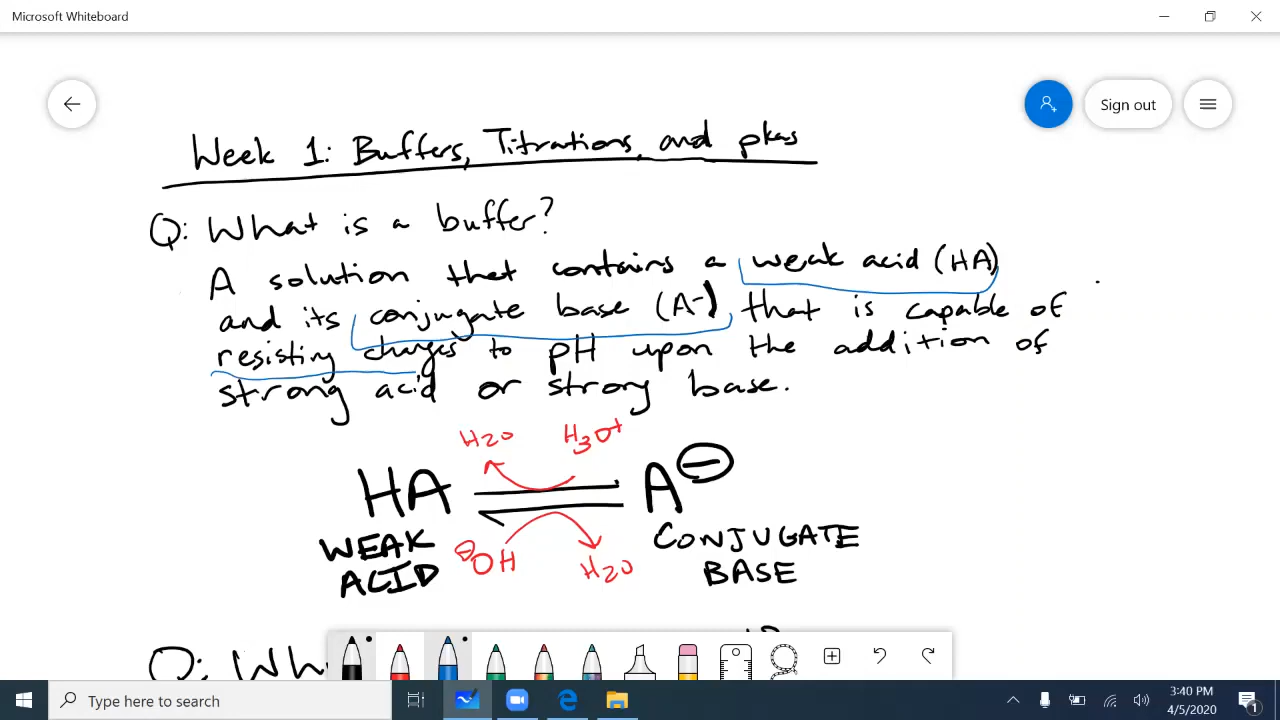 Microsoft Whiteboard
Sign out
Week 1: Buffers, Titrations, and pkas
Q: What is a buffer?
A solution that contains a weak acid (HA)
and its conjugate base (A-) that is capable of
resisting changes to pH upon the addition of
strong acid or strong base.
H2O H3O+
HA ⇌ A⊖
WEAK ACID
⊖OH H2O
CONJUGATE BASE
Q:
Type here to search
3:40 PM
4/5/2020
1